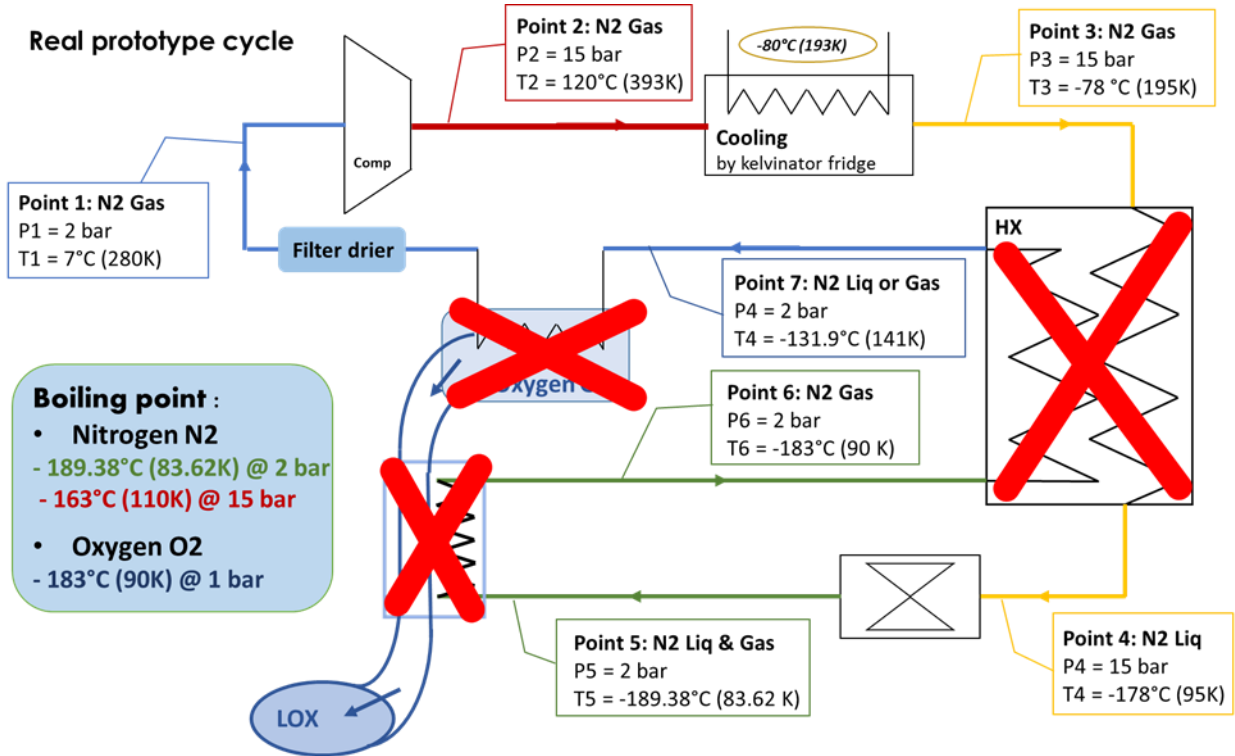 Real prototype cycle
Point 2: N2 Gas
P2 = 15 bar
T2 = 120°C (393K)
-80°C (193K)
Point 3: N2 Gas
P3 = 15 bar
T3 = -78 °C (195K)
Comp
Cooling
by kelvinator fridge
Point 1: N2 Gas
P1 = 2 bar
T1 = 7°C (280K)
Filter drier
HX
Point 7: N2 Liq or Gas
P4 = 2 bar
T4 = -131.9°C (141K)
Boiling point :
• Nitrogen N2
- 189.38°C (83.62K) @ 2 bar
- 163°C (110K) @ 15 bar
• Oxygen O2
- 183°C (90K) @ 1 bar
Point 6: N2 Gas
P6 = 2 bar
T6 = -183°C (90 K)
Point 5: N2 Liq & Gas
P5 = 2 bar
T5 = -189.38°C (83.62 K)
Point 4: N2 Liq
P4 = 15 bar
T4 = -178°C (95K)
LOX